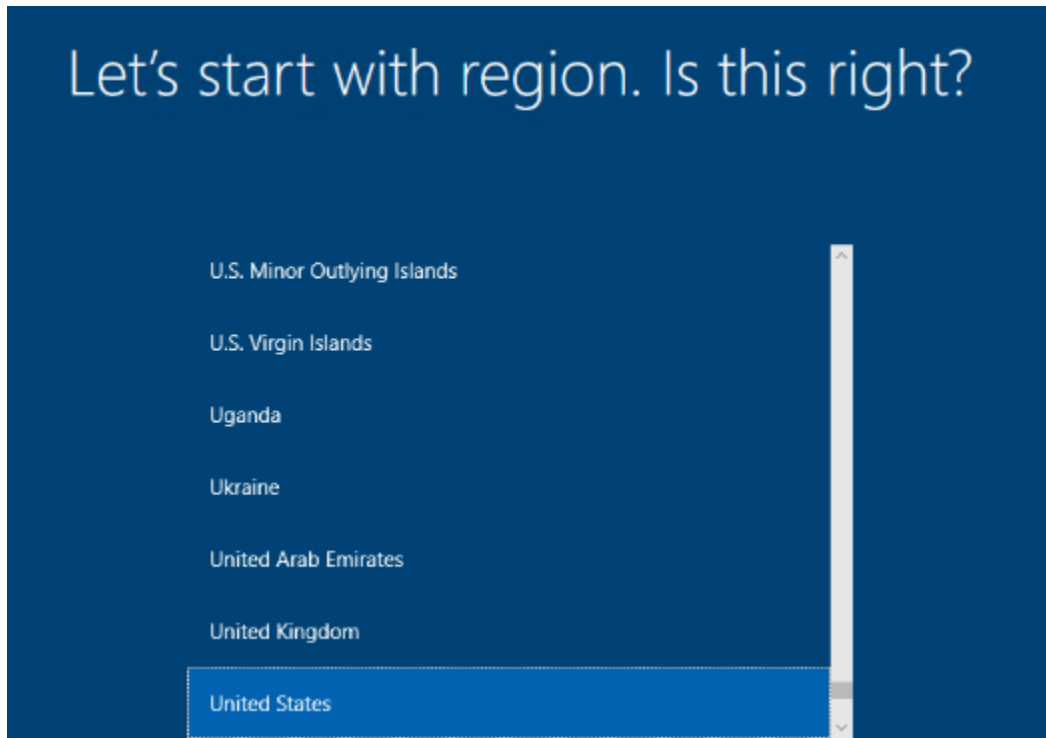 Let's start with region. Is this right?
U.S. Minor Outlying Islands
U.S. Virgin Islands
Uganda
Ukraine
United Arab Emirates
United Kingdom
United States